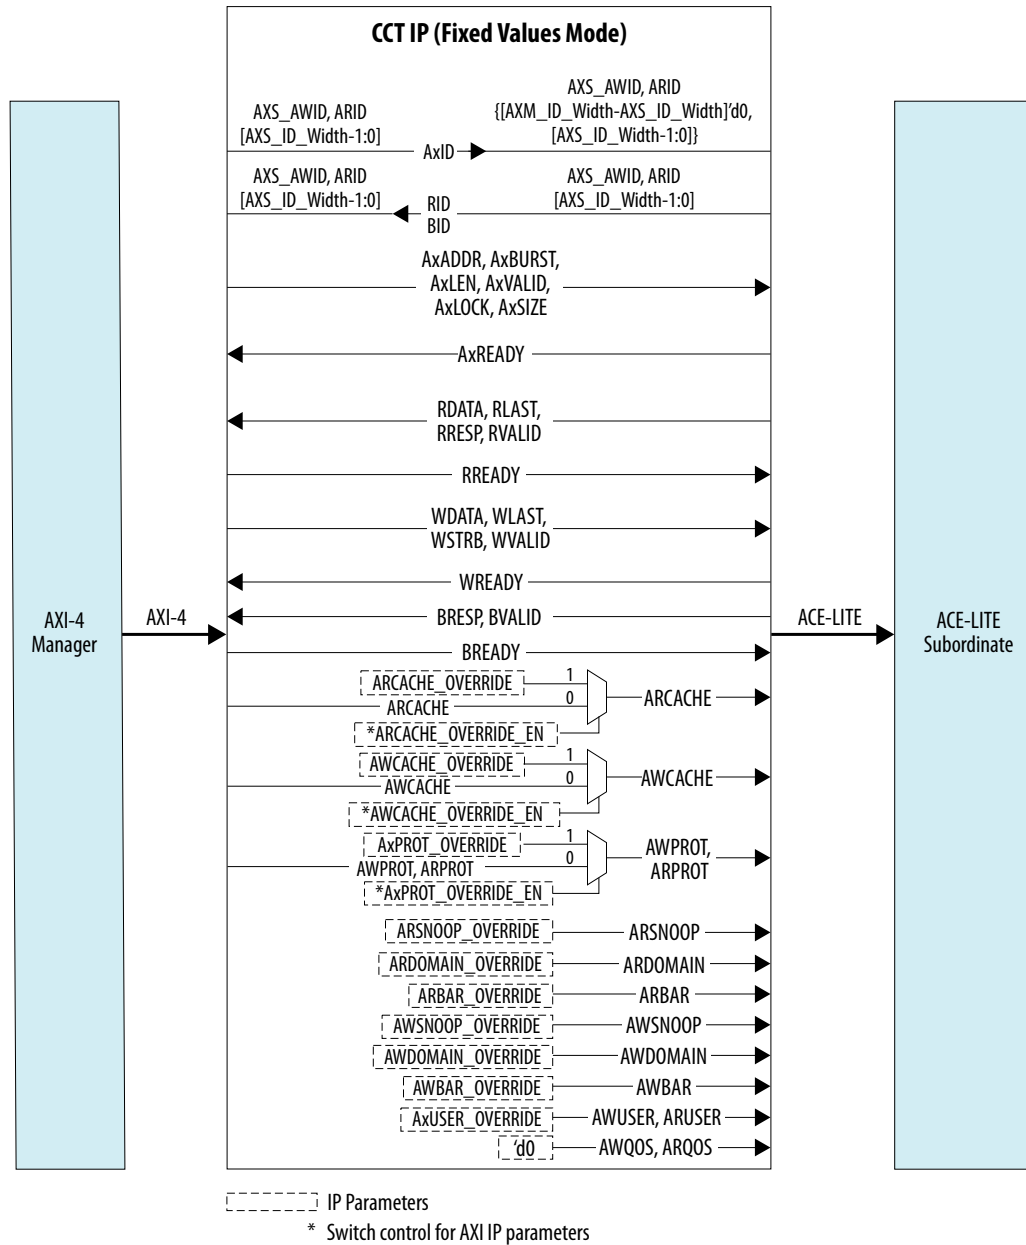 CCT IP (Fixed Values Mode)
AXS_AWID, ARID
[AXS_ID_Width-1:0]
AxID
AXS_AWID, ARID
{[AXM_ID_Width-AXS_ID_Width]'d0,
[AXS_ID_Width-1:0]}
AXS_AWID, ARID
[AXS_ID_Width-1:0]
RID
BID
AXS_AWID, ARID
[AXS_ID_Width-1:0]
AxADDR, AxBURST,
AxLEN, AxVALID,
AxLOCK, AxSIZE
AxREADY
RDATA, RLAST,
RRESP, RVALID
RREADY
WDATA, WLAST,
WSTRB, WVALID
WREADY
BRESP, BVALID
BREADY
AXI-4
Manager
AXI-4
ACE-LITE
ACE-LITE
Subordinate
ARCACHE_OVERRIDE
1
ARCACHE
0
*ARCACHE_OVERRIDE_EN
ARCACHE
AWCACHE_OVERRIDE
1
AWCACHE
0
*AWCACHE_OVERRIDE_EN
AWCACHE
AxPROT_OVERRIDE
1
AWPROT, ARPROT
0
*AxPROT_OVERRIDE_EN
AWPROT,
ARPROT
ARSNOOP_OVERRIDE
ARSNOOP
ARDOMAIN_OVERRIDE
ARDOMAIN
ARBAR_OVERRIDE
ARBAR
AWSNOOP_OVERRIDE
AWSNOOP
AWDOMAIN_OVERRIDE
AWDOMAIN
AWBAR_OVERRIDE
AWBAR
AxUSER_OVERRIDE
AWUSER, ARUSER
'd0
AWQOS, ARQOS
IP Parameters
* Switch control for AXI IP parameters